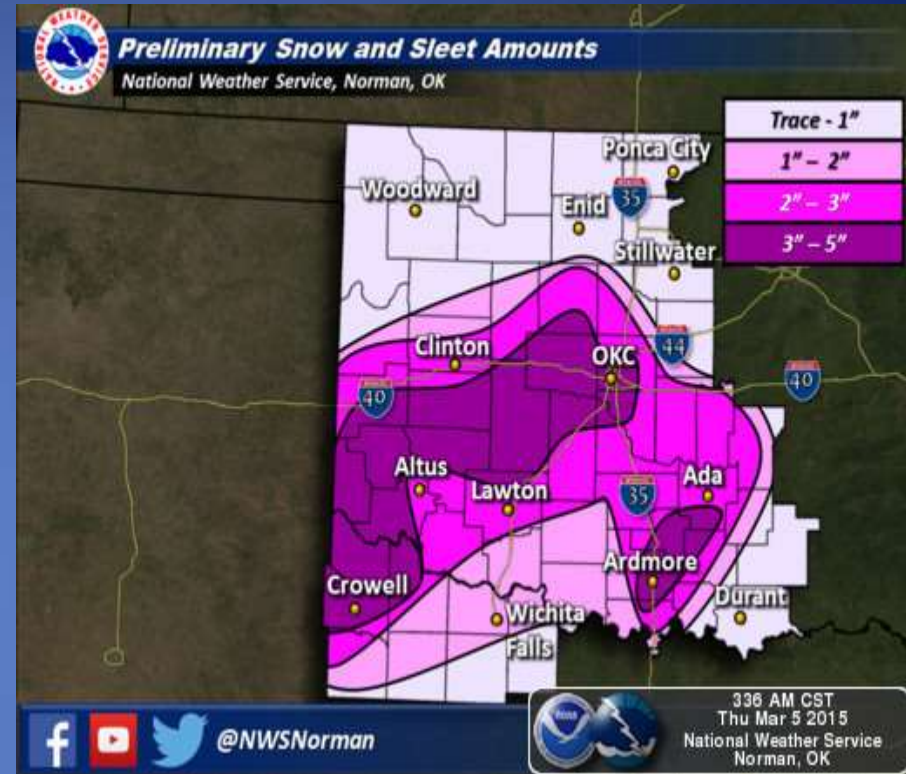 Preliminary Snow and Sleet Amounts
National Weather Service, Norman, OK
Trace - 1"
1" – 2"
2" – 3"
3" – 5"
Ponca City
Woodward
35
Enid
Stillwater
44
Clinton
OKC
40
40
Altus
Lawton
35
Ada
Ardmore
Crowell
Durant
Wichita
Falls
@NWSNorman
336 AM CST
Thu Mar 5 2015
National Weather Service
Norman, OK